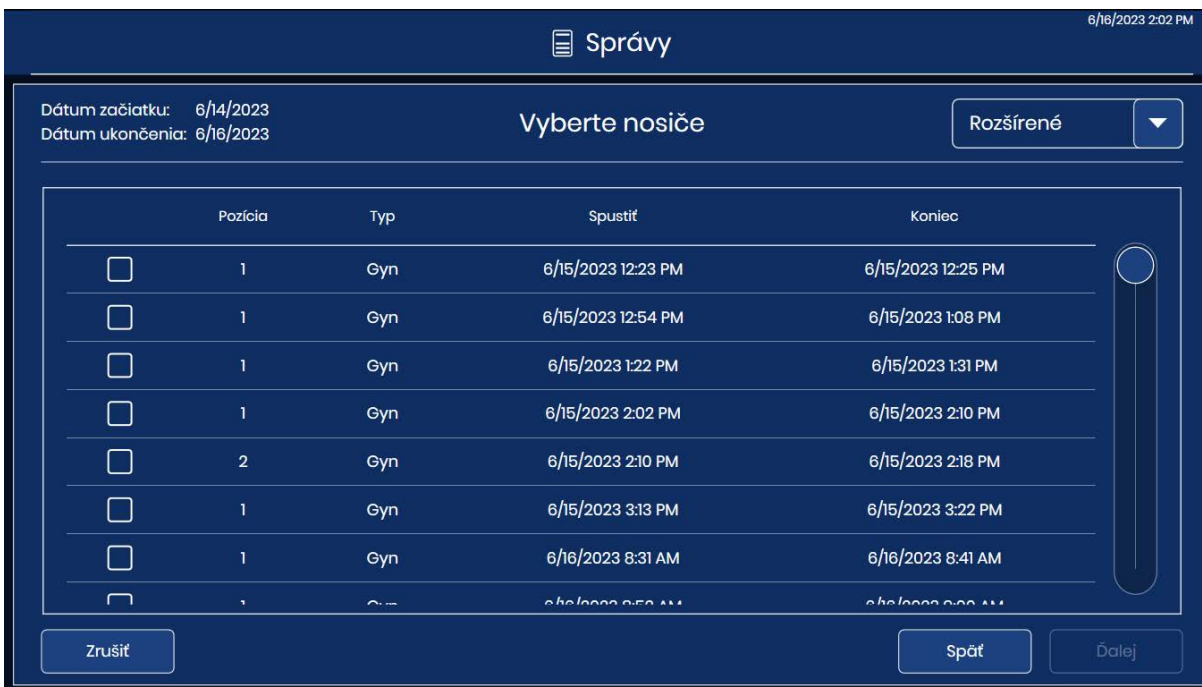 6/16/2023 2:02 PM
Správy
Dátum začiatku: 6/14/2023
Dátum ukončenia: 6/16/2023
Vyberte nosiče
Rozšírené
Pozícia Typ Spustiť Koniec
1 Gyn 6/15/2023 12:23 PM 6/15/2023 12:25 PM
1 Gyn 6/15/2023 12:54 PM 6/15/2023 1:08 PM
1 Gyn 6/15/2023 1:22 PM 6/15/2023 1:31 PM
1 Gyn 6/15/2023 2:02 PM 6/15/2023 2:10 PM
2 Gyn 6/15/2023 2:10 PM 6/15/2023 2:18 PM
1 Gyn 6/15/2023 3:13 PM 6/15/2023 3:22 PM
1 Gyn 6/16/2023 8:31 AM 6/16/2023 8:41 AM
Zrušiť Späť Ďalej